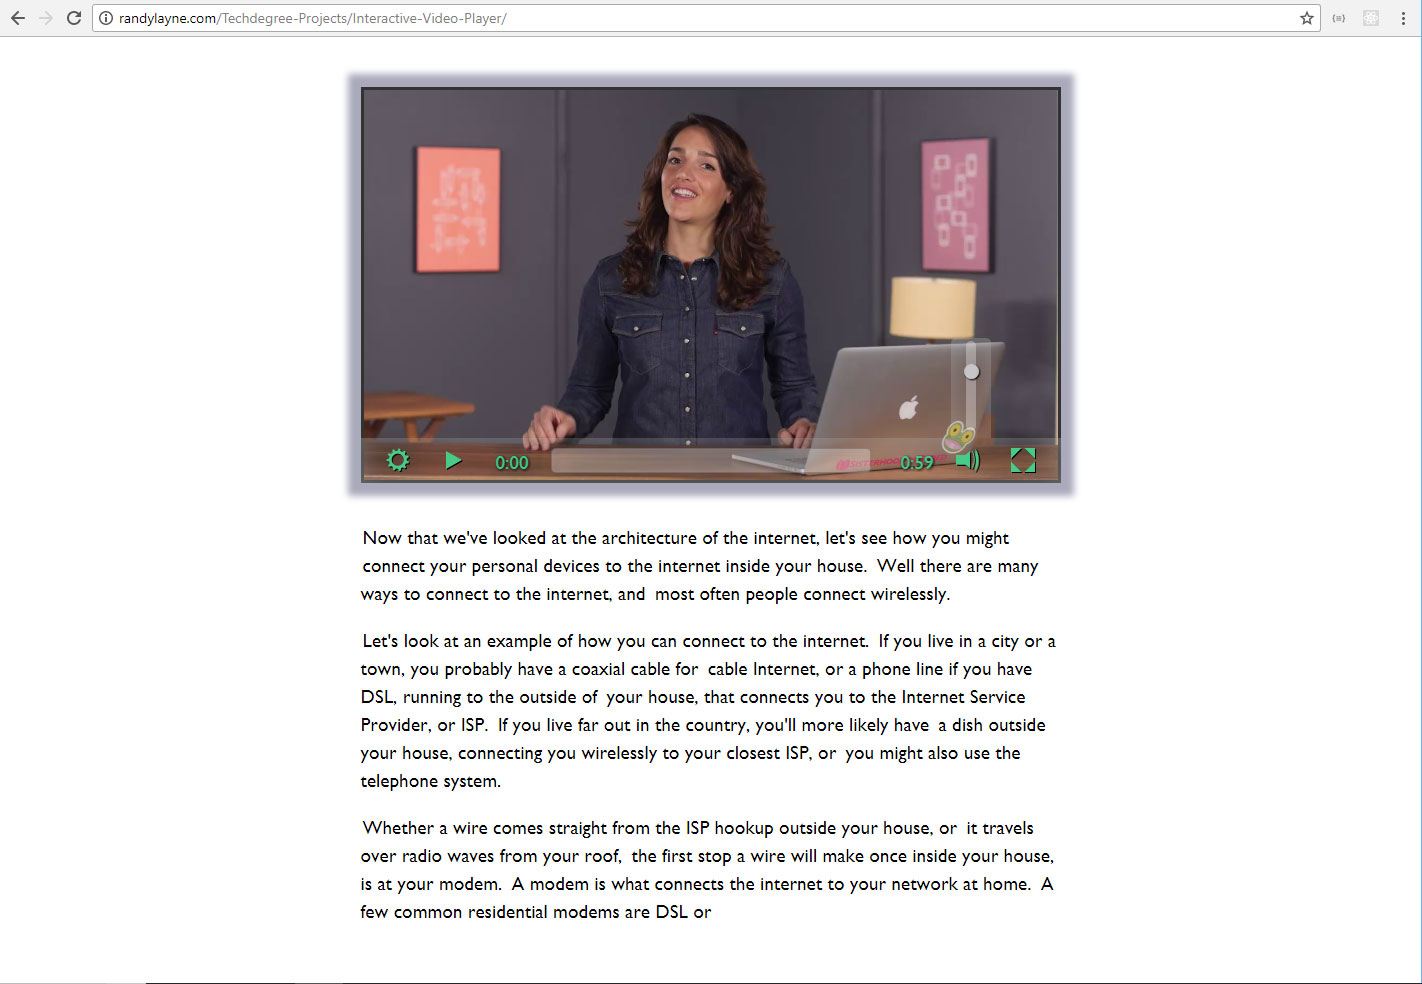 randylayne.com/Techdegree-Projects/Interactive-Video-Player/
0:00
0:59
Now that we've looked at the architecture of the internet, let's see how you might
connect your personal devices to the internet inside your house.  Well there are many
ways to connect to the internet, and  most often people connect wirelessly.
Let's look at an example of how you can connect to the internet.  If you live in a city or a
town, you probably have a coaxial cable for  cable Internet, or a phone line if you have
DSL, running to the outside of  your house, that connects you to the Internet Service
Provider, or ISP.  If you live far out in the country, you'll more likely have  a dish outside
your house, connecting you wirelessly to your closest ISP, or  you might also use the
telephone system.
Whether a wire comes straight from the ISP hookup outside your house, or  it travels
over radio waves from your roof,  the first stop a wire will make once inside your house,
is at your modem.  A modem is what connects the internet to your network at home.  A
few common residential modems are DSL or